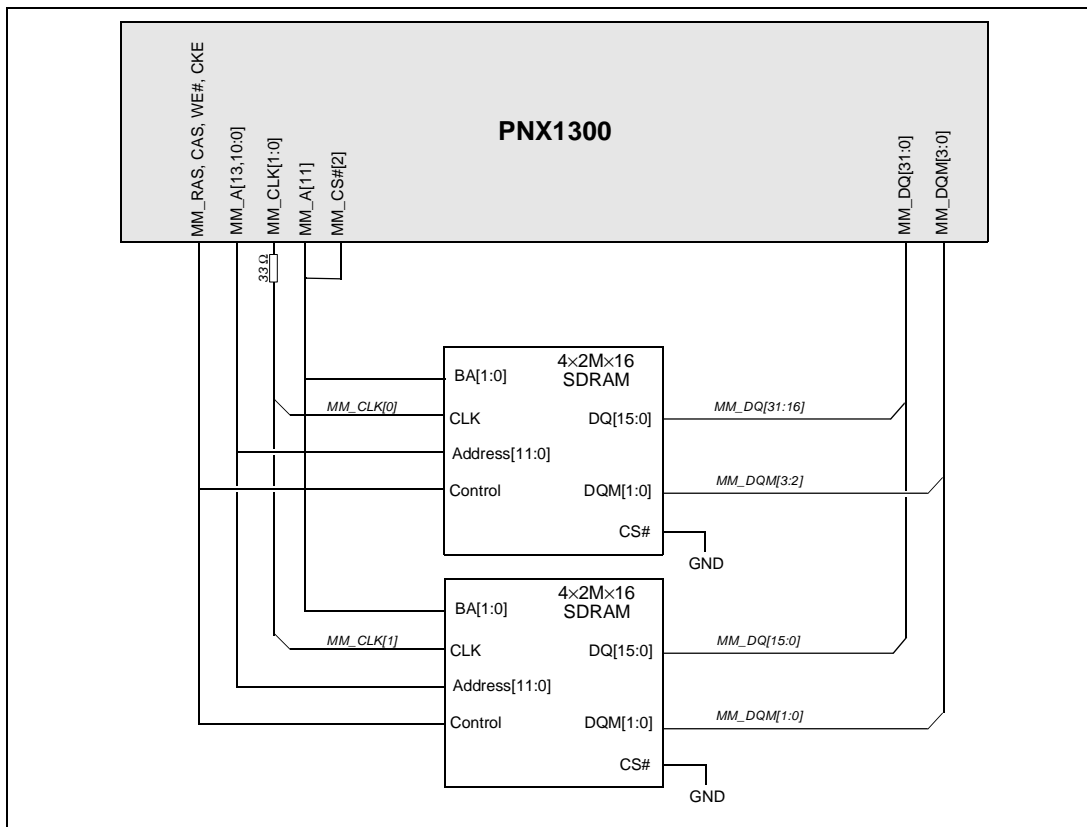 PNX1300
MM_RAS, CAS, WE#, CKE
MM_A[13,10:0]
MM_CLK[1:0]
MM_A[11]
MM_CS#[2]
MM_DQ[31:0]
MM_DQM[3:0]
33 Ω
4×2M×16
SDRAM
BA[1:0]
MM_CLK[0]
CLK
DQ[15:0]
MM_DQ[31:16]
Address[11:0]
Control
DQM[1:0]
MM_DQM[3:2]
CS#
GND
4×2M×16
SDRAM
BA[1:0]
MM_CLK[1]
CLK
DQ[15:0]
MM_DQ[15:0]
Address[11:0]
Control
DQM[1:0]
MM_DQM[1:0]
CS#
GND